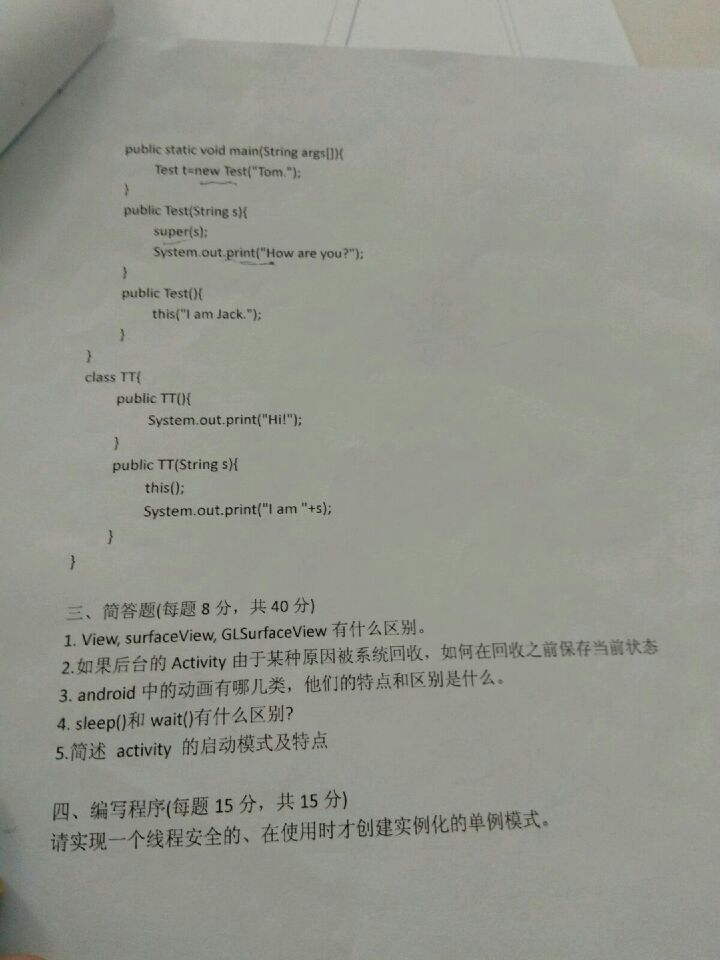 public static void main(String args[]){
Test t=new Test("Tom.");
}
public Test(String s){
super(s);
System.out.print("How are you?");
}
public Test(){
this("I am Jack.");
}
}
class TT{
public TT(){
System.out.print("Hi!");
}
public TT(String s){
this();
System.out.print("I am "+s);
}
}
三、简答题(每题 8 分，共 40 分)
1. View, surfaceView, GLSurfaceView 有什么区别。
2.如果后台的 Activity 由于某种原因被系统回收，如何在回收之前保存当前状态
3. android 中的动画有哪几类，他们的特点和区别是什么。
4. sleep()和 wait()有什么区别?
5.简述 activity 的启动模式及特点
四、编写程序(每题 15 分，共 15 分)
请实现一个线程安全的、在使用时才创建实例化的单例模式。